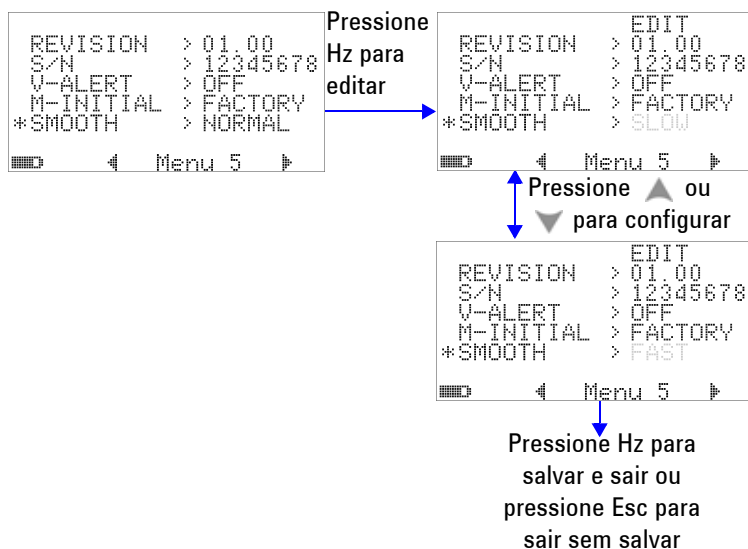 REVISION > 01.00
S/N > 12345678
V-ALERT > OFF
M-INITIAL > FACTORY
*SMOOTH > NORMAL
Menu 5
Pressione
Hz para
editar
EDIT
REVISION > 01.00
S/N > 12345678
V-ALERT > OFF
M-INITIAL > FACTORY
*SMOOTH > SLOW
Menu 5
Pressione ou
para configurar
EDIT
REVISION > 01.00
S/N > 12345678
V-ALERT > OFF
M-INITIAL > FACTORY
*SMOOTH > FAST
Menu 5
Pressione Hz para
salvar e sair ou
pressione Esc para
sair sem salvar